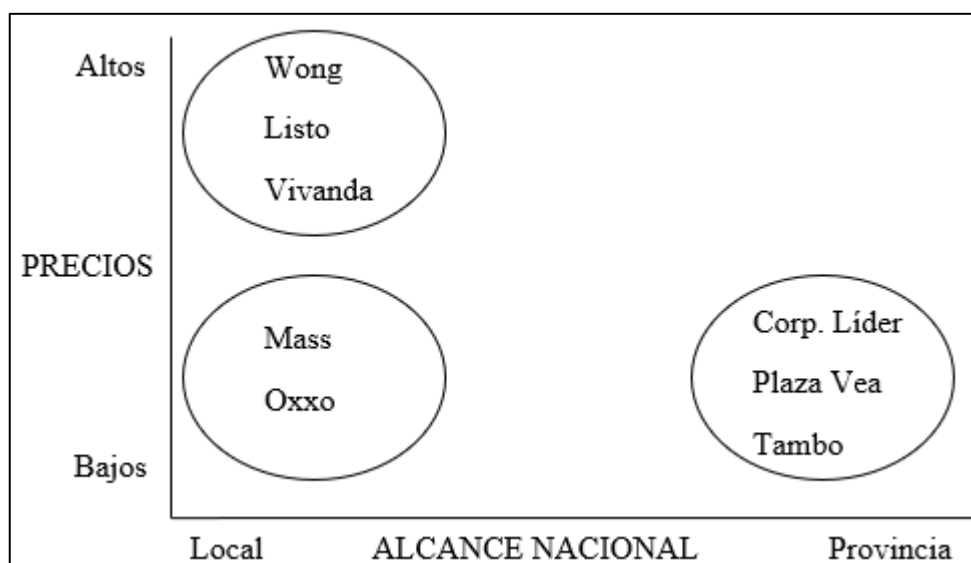 Altos
Wong
Listo
Vivanda
PRECIOS
Mass
Oxxo
Corp. Líder
Plaza Vea
Tambo
Bajos
Local ALCANCE NACIONAL Provincia